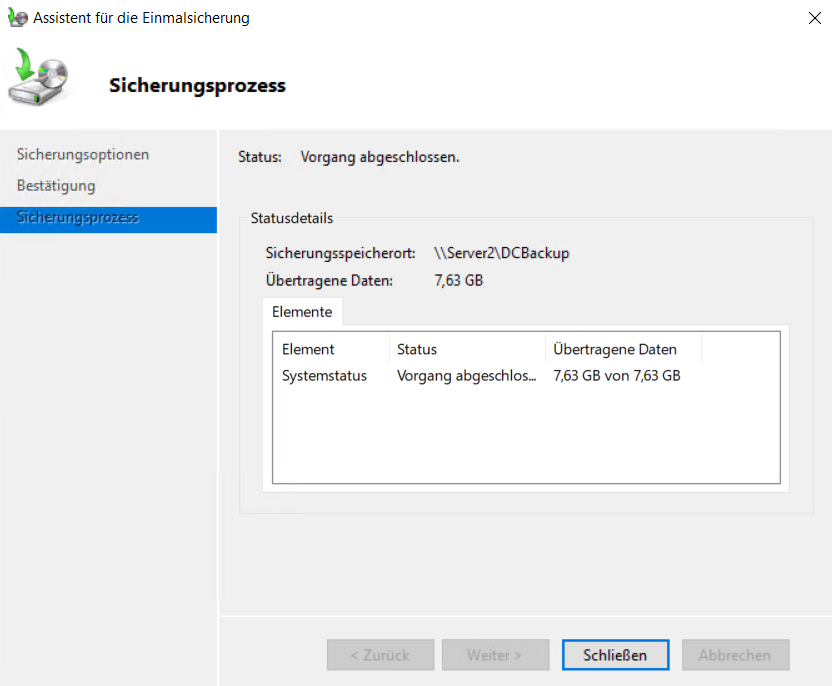 Assistent für die Einmalsicherung
Sicherungsprozess
Sicherungsoptionen
Bestätigung
Sicherungsprozess
Status: Vorgang abgeschlossen.
Statusdetails
Sicherungsspeicherort: \\Server2\DCBackup
Übertragene Daten: 7,63 GB
Elemente
Element Status Übertragene Daten
Systemstatus Vorgang abgeschlos... 7,63 GB von 7,63 GB
< Zurück Weiter > Schließen Abbrechen